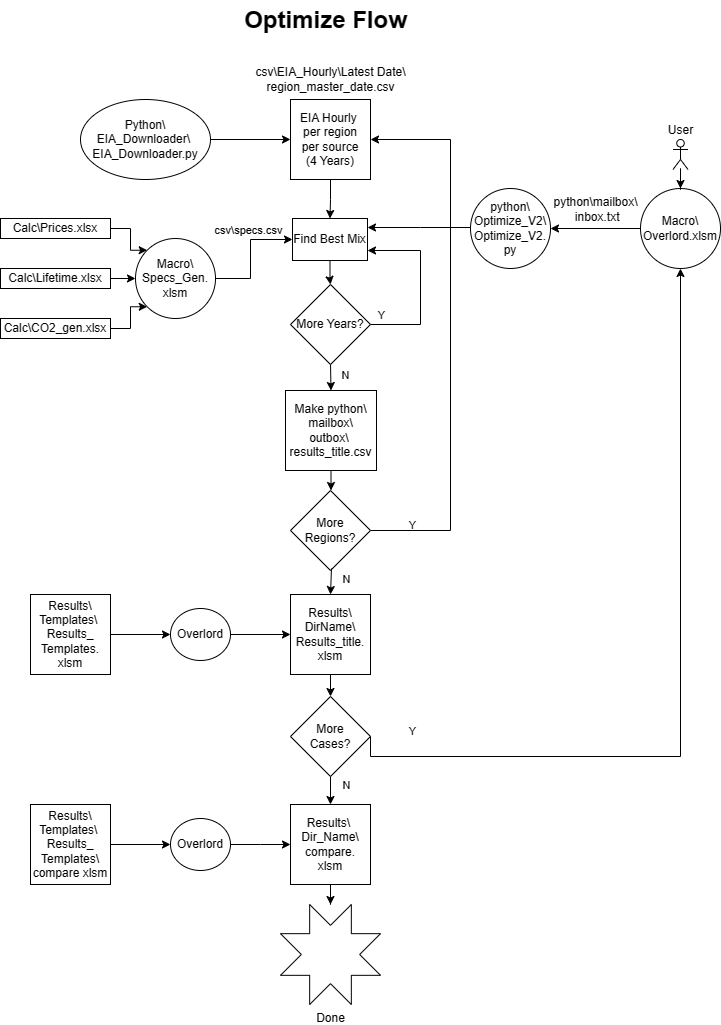 Optimize Flow
csv\EIA_Hourly\Latest Date\
region_master_date.csv
Python\
EIA_Downloader\
EIA_Downloader.py
EIA Hourly
per region
per source
(4 Years)
User
Calc\Prices.xlsx
Calc\Lifetime.xlsx
Calc\CO2_gen.xlsx
Macro\
Specs_Gen.
xlsm
csv\specs.csv
Find Best Mix
python\
Optimize_V2\
Optimize_V2.
py
python\mailbox\
inbox.txt
Macro\
Overlord.xlsm
More Years?
Y
N
Make python\
mailbox\
outbox\
results_title.csv
More
Regions?
Y
N
Results\
Templates\
Results_
Templates.
xlsm
Overlord
Results\
DirName\
Results_title.
xlsm
More
Cases?
Y
N
Results\
Templates\
Results_
Templates\
compare xlsm
Overlord
Results\
Dir_Name\
compare.
xlsm
Done